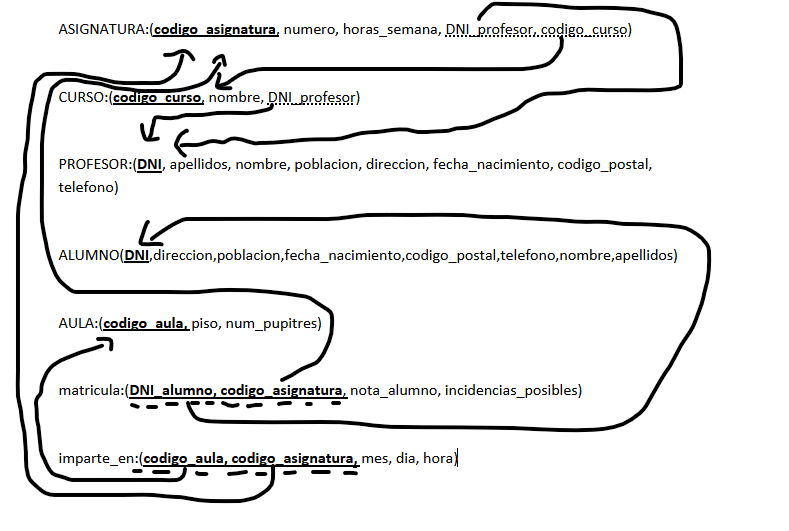 ASIGNATURA:(codigo_asignatura, numero, horas_semana, DNI_profesor, codigo_curso)
CURSO:(codigo_curso, nombre, DNI_profesor)
PROFESOR:(DNI, apellidos, nombre, poblacion, direccion, fecha_nacimiento, codigo_postal,
telefono)
ALUMNO(DNI,direccion,poblacion,fecha_nacimiento,codigo_postal,telefono,nombre,apellidos)
AULA:(codigo_aula, piso, num_pupitres)
matricula:(DNI_alumno, codigo_asignatura, nota_alumno, incidencias_posibles)
imparte_en:(codigo_aula, codigo_asignatura, mes, dia, hora)